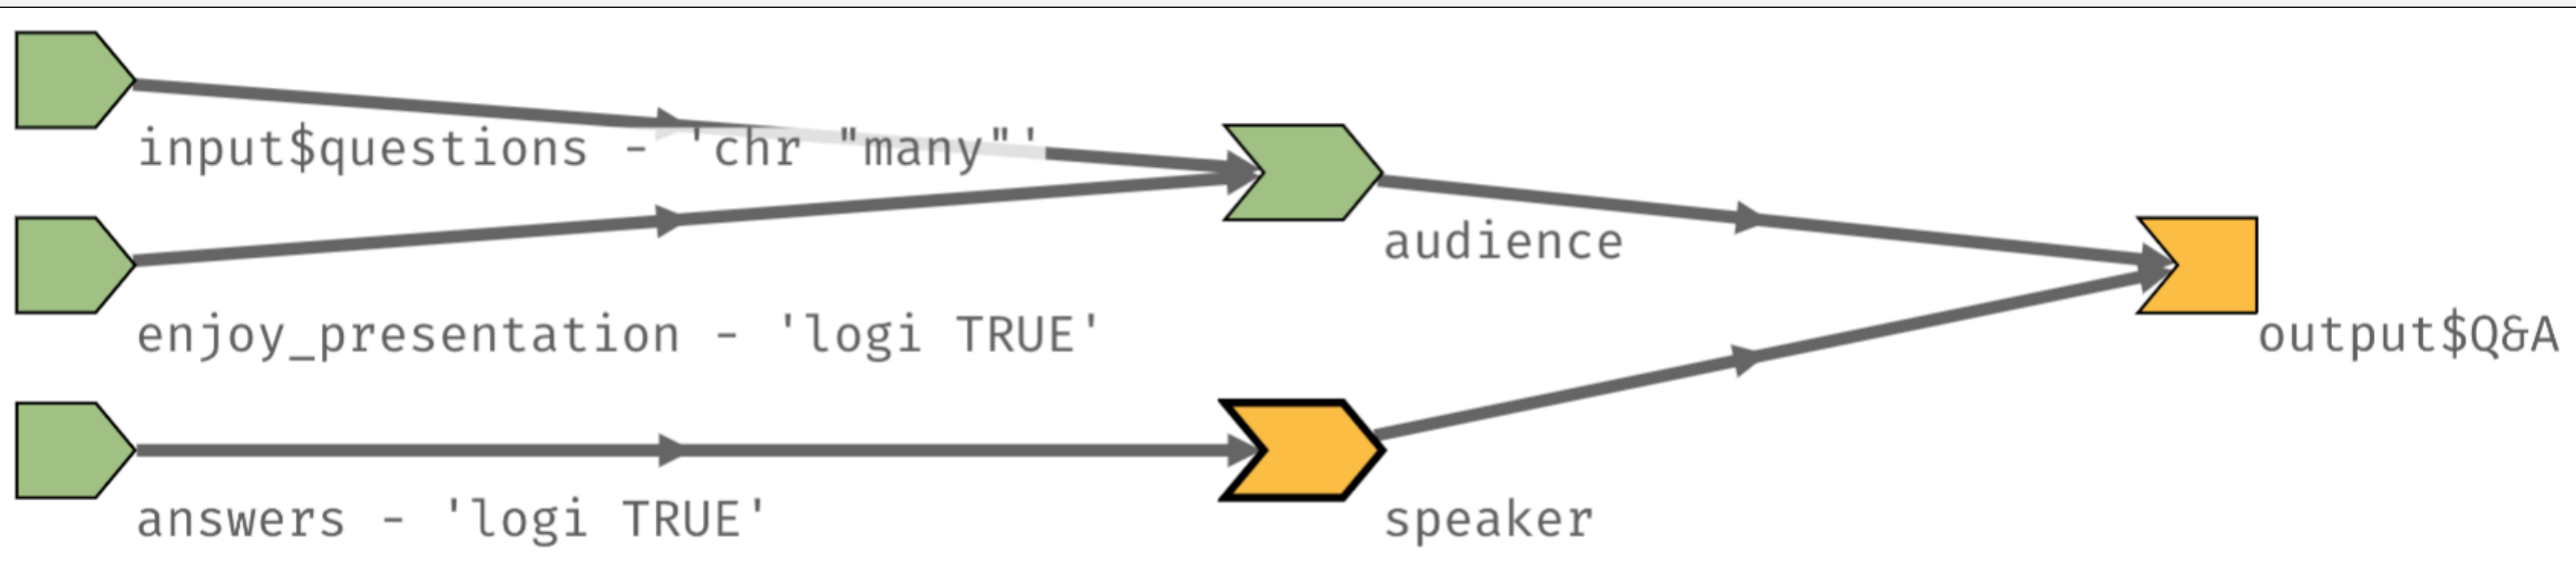 input$questions - 'chr "many"'
audience
enjoy_presentation - 'logi TRUE'
output$Q&A
answers - 'logi TRUE'
speaker